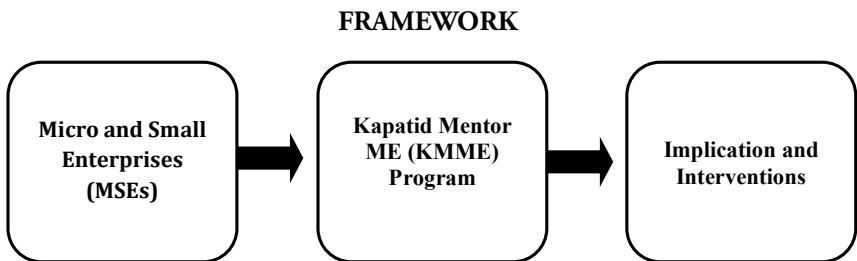 FRAMEWORK
Micro and Small
Enterprises
(MSEs)
Kapatid Mentor
ME (KMME)
Program
Implication and
Interventions